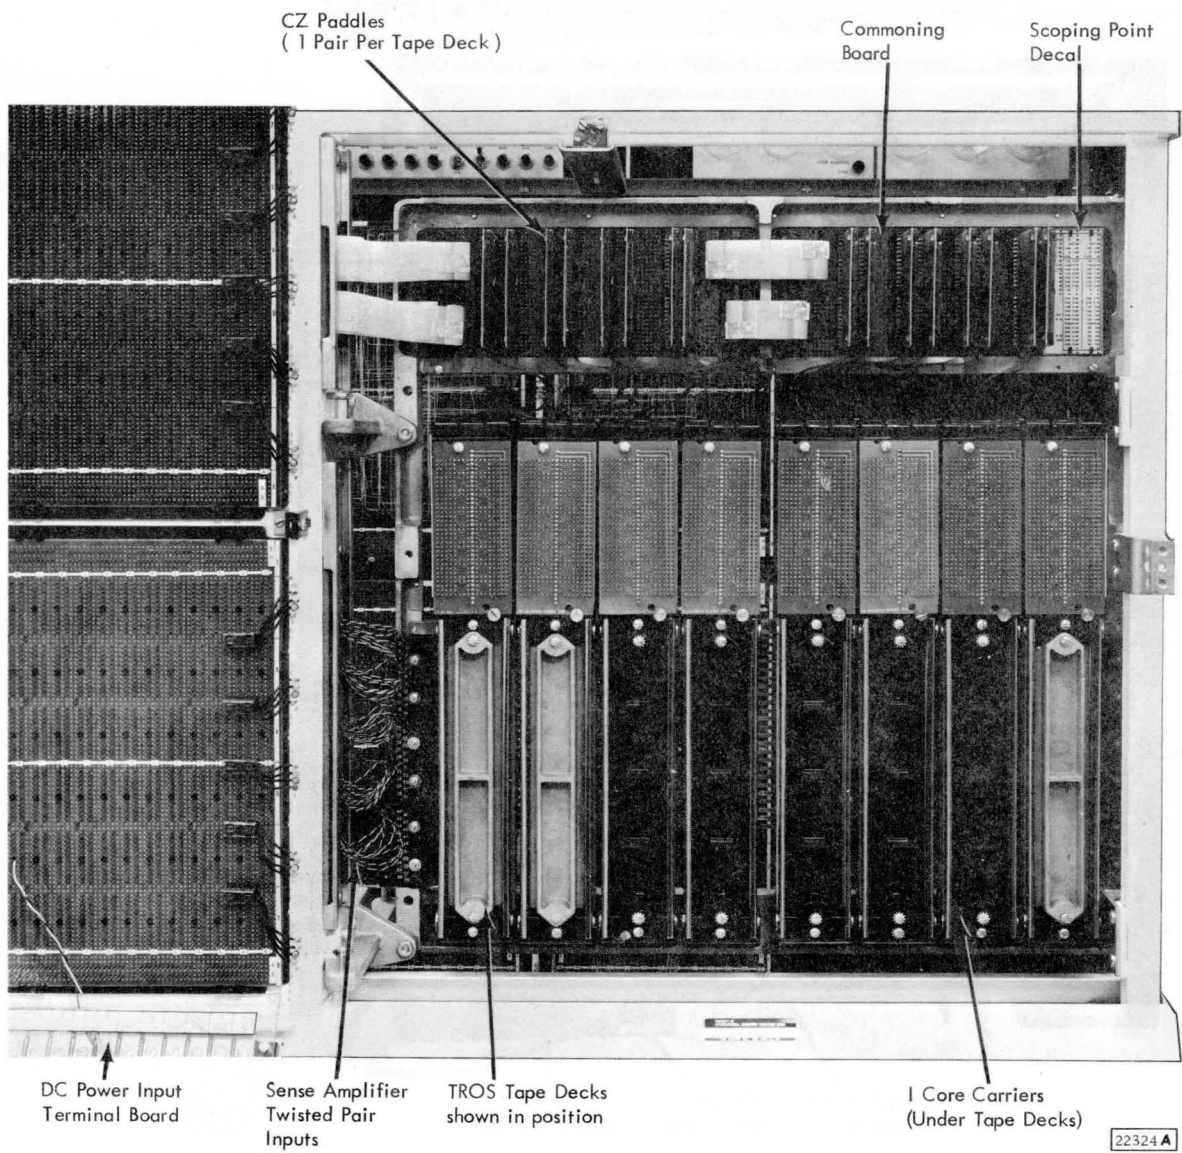 CZ Paddles
( 1 Pair Per Tape Deck )
Commoning
Board
Scoping Point
Decal
DC Power Input
Terminal Board
Sense Amplifier
Twisted Pair
Inputs
TROS Tape Decks
shown in position
I Core Carriers
(Under Tape Decks)
22324 A